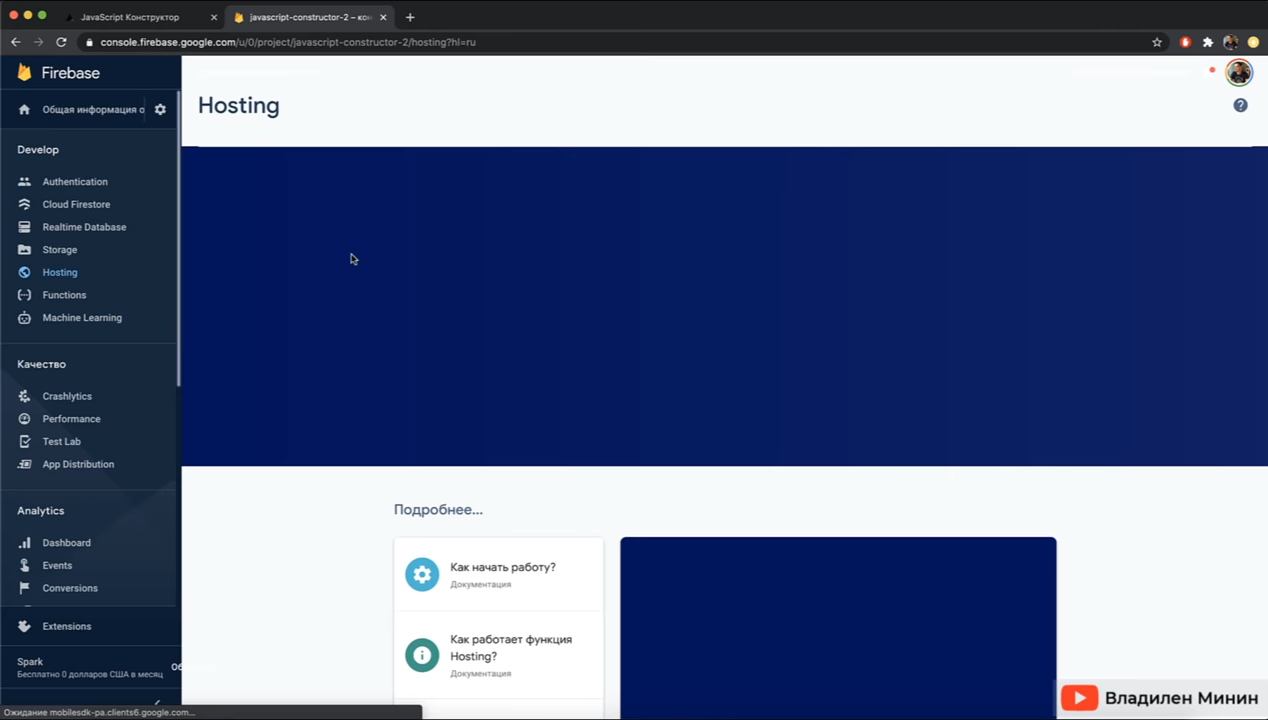 JavaScript Конструктор
javascript-constructor-2 – кон
console.firebase.google.com/u/0/project/javascript-constructor-2/hosting?hl=ru
Firebase
Общая информация о
Hosting
Develop
Authentication
Cloud Firestore
Realtime Database
Storage
Hosting
Functions
Machine Learning
Качество
Crashlytics
Performance
Test Lab
App Distribution
Analytics
Dashboard
Events
Conversions
Extensions
Spark
Бесплатно 0 долларов США в месяц
Подробнее...
Как начать работу?
Документация
Как работает функция
Hosting?
Документация
Ожидание mobilesdk-pa.clients6.google.com...
Владилен Минин